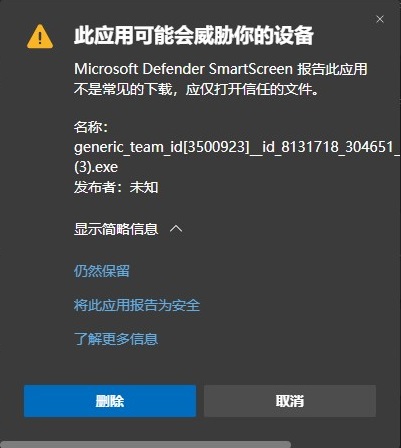 此应用可能会威胁你的设备
Microsoft Defender SmartScreen 报告此应用
不是常见的下载，应仅打开信任的文件。
名称：
generic_team_id[3500923]__id_8131718_304651_
(3).exe
发布者：未知
显示简略信息
仍然保留
将此应用报告为安全
了解更多信息
删除
取消